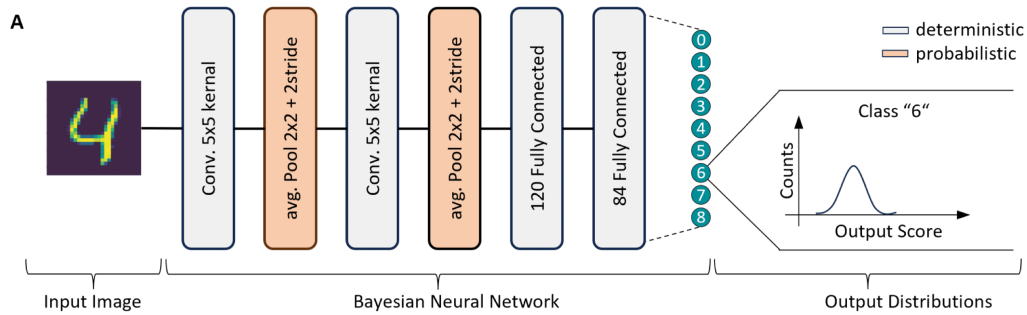 A
Conv. 5x5 kernel
avg. Pool 2x2 + 2stride
Conv. 5x5 kernel
avg. Pool 2x2 + 2stride
120 Fully Connected
84 Fully Connected
0
1
2
3
4
5
6
7
8
deterministic
probabilistic
Class “6“
Counts
Output Score
Input Image
Bayesian Neural Network
Output Distributions